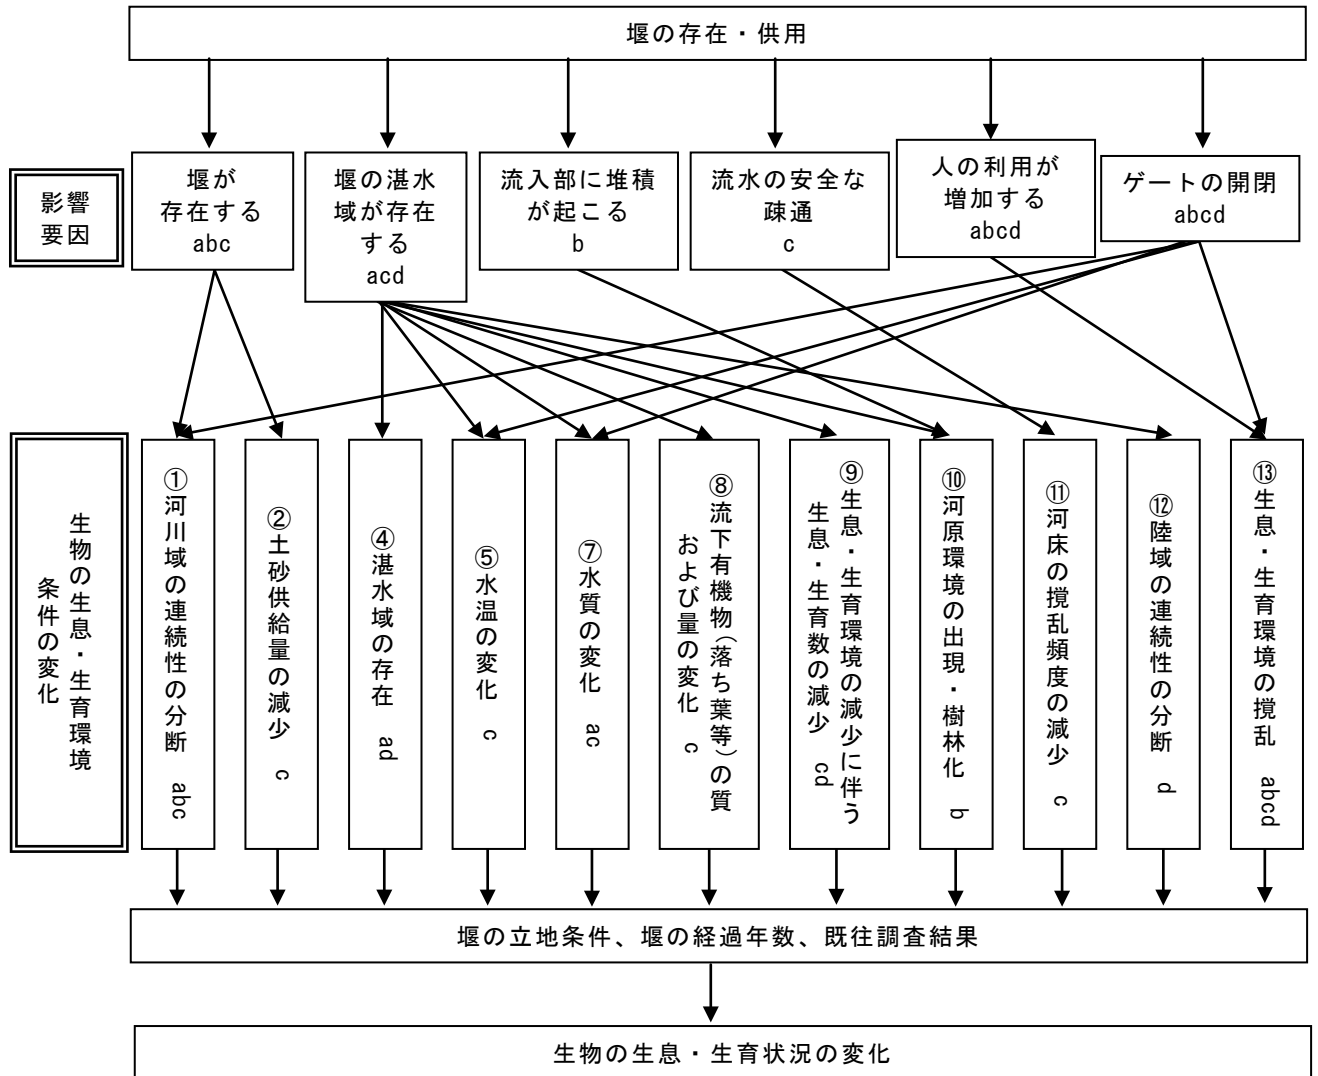 堰の存在・供用
影響
要因
堰が
存在する
abc
堰の湛水
域が存在
する
acd
流入部に堆積
が起こる
b
流水の安全な
疎通
c
人の利用が
増加する
abcd
ゲートの開閉
abcd
生物の生息・生育環境
条件の変化
①河川域の連続性の分断 abc
②土砂供給量の減少 c
④湛水域の存在 ad
⑤水温の変化 c
⑦水質の変化 ac
⑧流下有機物(落ち葉等)の質
および量の変化 c
⑨生息・生育環境の減少に伴う
生息・生育数の減少 cd
⑩河原環境の出現・樹林化 b
⑪河床の撹乱頻度の減少 c
⑫陸域の連続性の分断 d
⑬生息・生育環境の撹乱 abcd
堰の立地条件、堰の経過年数、既往調査結果
生物の生息・生育状況の変化